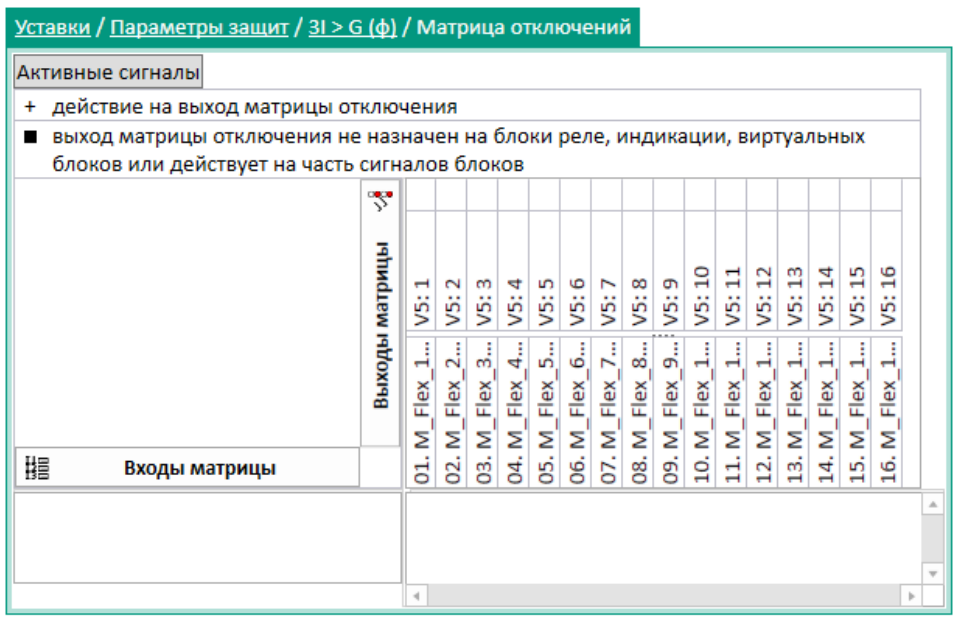 Уставки / Параметры защит / 3I > G (ф) / Матрица отключений
Активные сигналы
+ действие на выход матрицы отключения
■ выход матрицы отключения не назначен на блоки реле, индикации, виртуальных
блоков или действует на часть сигналов блоков
Выходы матрицы
V5: 1
V5: 2
V5: 3
V5: 4
V5: 5
V5: 6
V5: 7
V5: 8
V5: 9
V5: 10
V5: 11
V5: 12
V5: 13
V5: 14
V5: 15
V5: 16
01. M_Flex_1...
02. M_Flex_2...
03. M_Flex_3...
04. M_Flex_4...
05. M_Flex_5...
06. M_Flex_6...
07. M_Flex_7...
08. M_Flex_8...
09. M_Flex_9...
10. M_Flex_1...
11. M_Flex_1...
12. M_Flex_1...
13. M_Flex_1...
14. M_Flex_1...
15. M_Flex_1...
16. M_Flex_1...
Входы матрицы